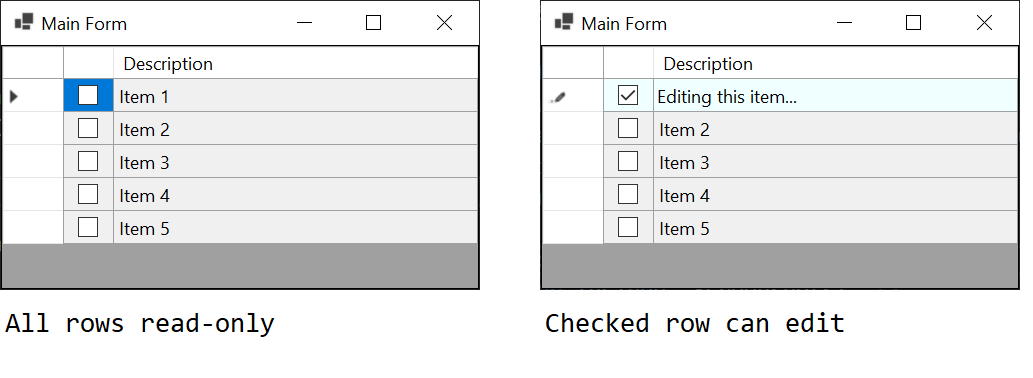 Main Form
Description
Item 1
Item 2
Item 3
Item 4
Item 5
All rows read-only
Main Form
Description
Editing this item...
Item 2
Item 3
Item 4
Item 5
Checked row can edit